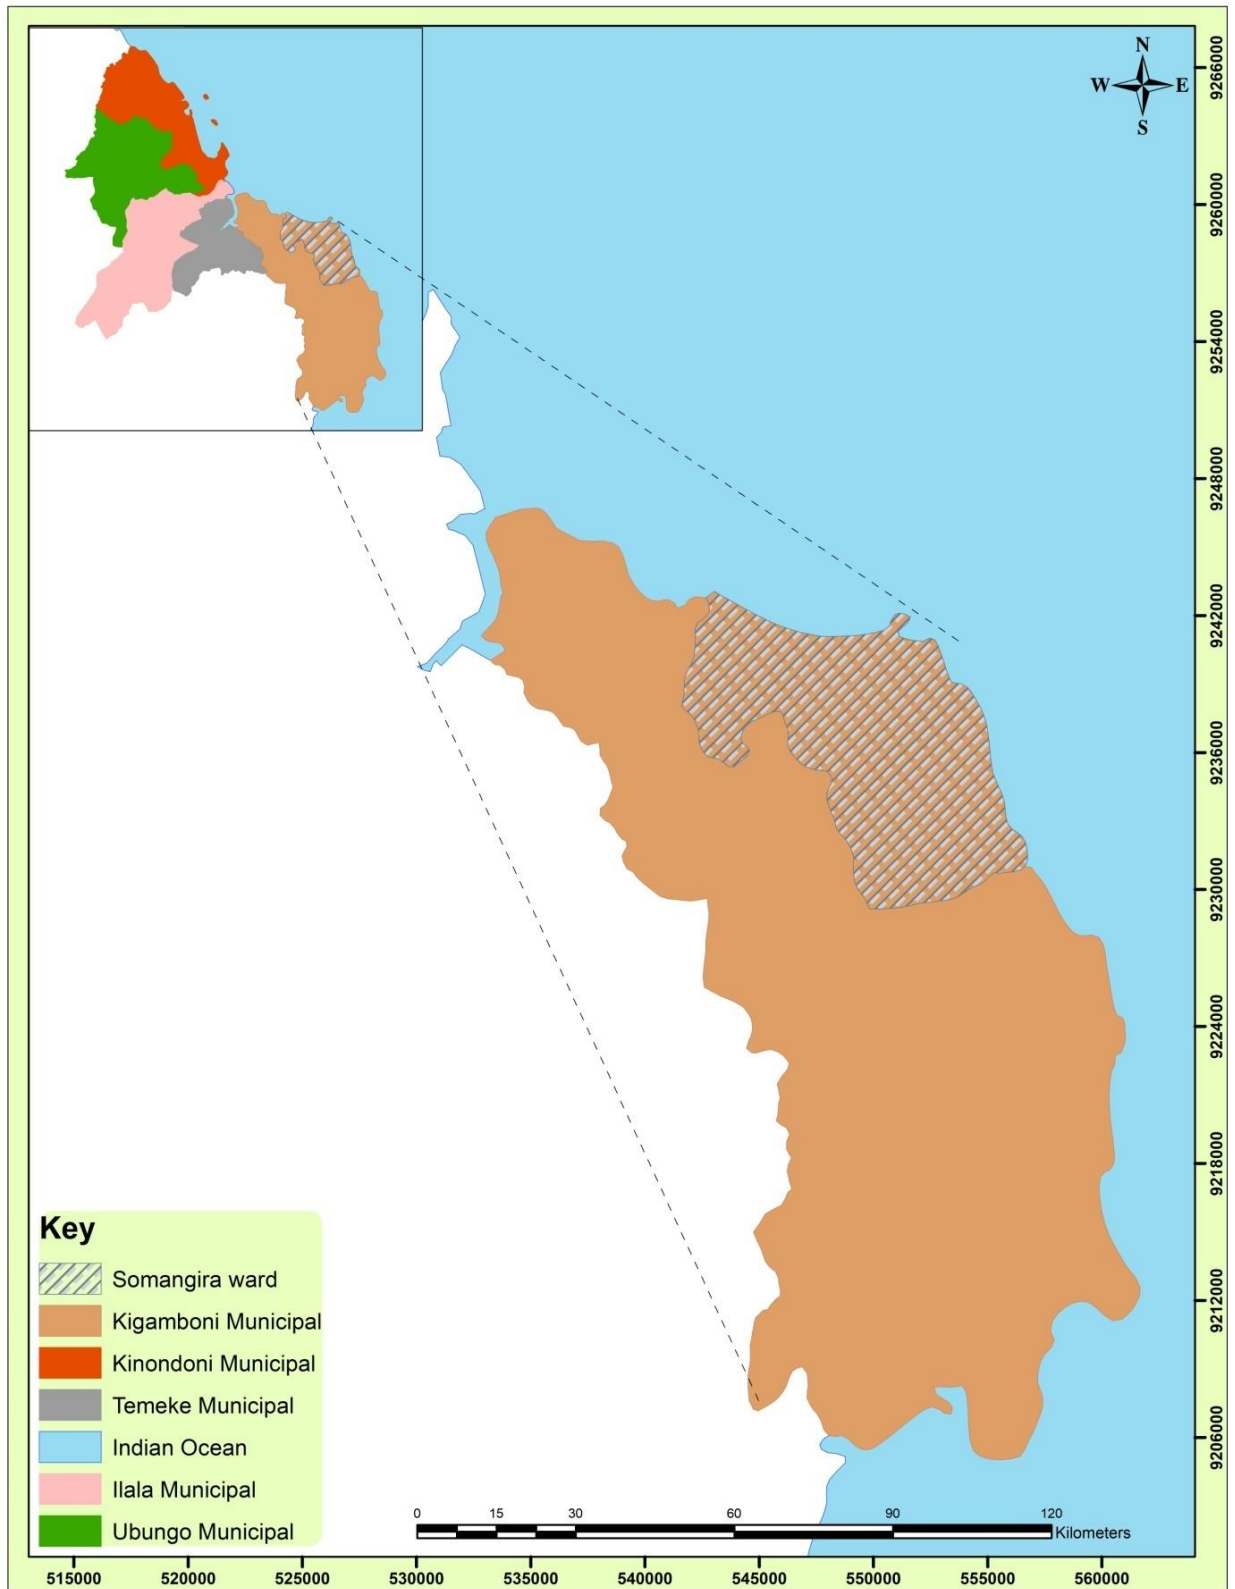 N
W E
S
9266000
9260000
9254000
9248000
9242000
9236000
9230000
9224000
9218000
9212000
9206000
Key
Somangira ward
Kigamboni Municipal
Kinondoni Municipal
Temeke Municipal
Indian Ocean
Ilala Municipal
Ubungo Municipal
0 15 30 60 90 120
Kilometers
515000 520000 525000 530000 535000 540000 545000 550000 555000 560000